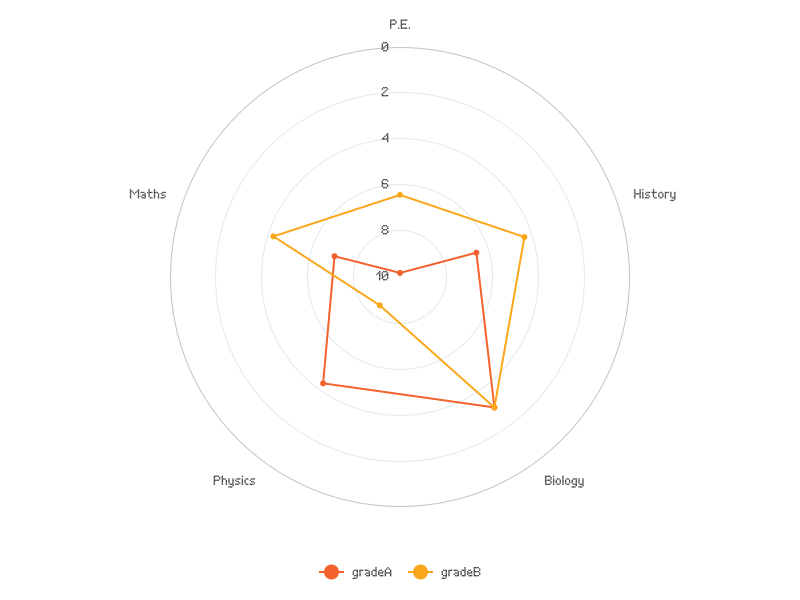 P.E.
0
2
4
6
8
10
Maths
History
Physics
Biology
gradeA
gradeB